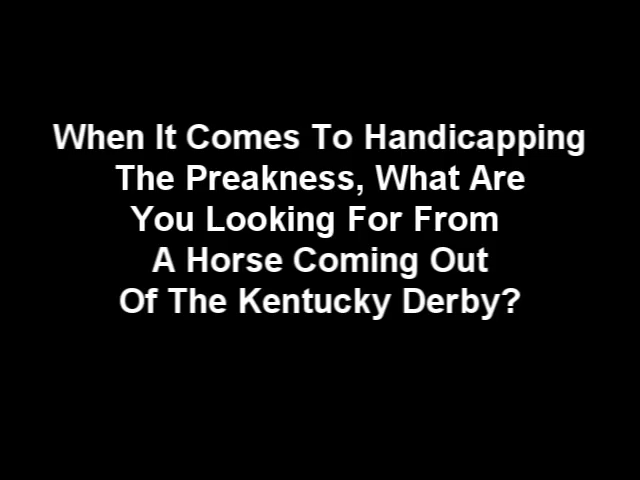 When It Comes To Handicapping
The Preakness, What Are
You Looking For From
A Horse Coming Out
Of The Kentucky Derby?